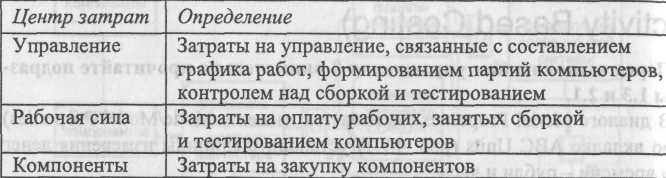 Центр затрат Определение
Управление Затраты на управление, связанные с составлением
графика работ, формированием партий компьютеров,
контролем над сборкой и тестированием
Рабочая сила Затраты на оплату рабочих, занятых сборкой
и тестированием компьютеров
Компоненты Затраты на закупку компонентов